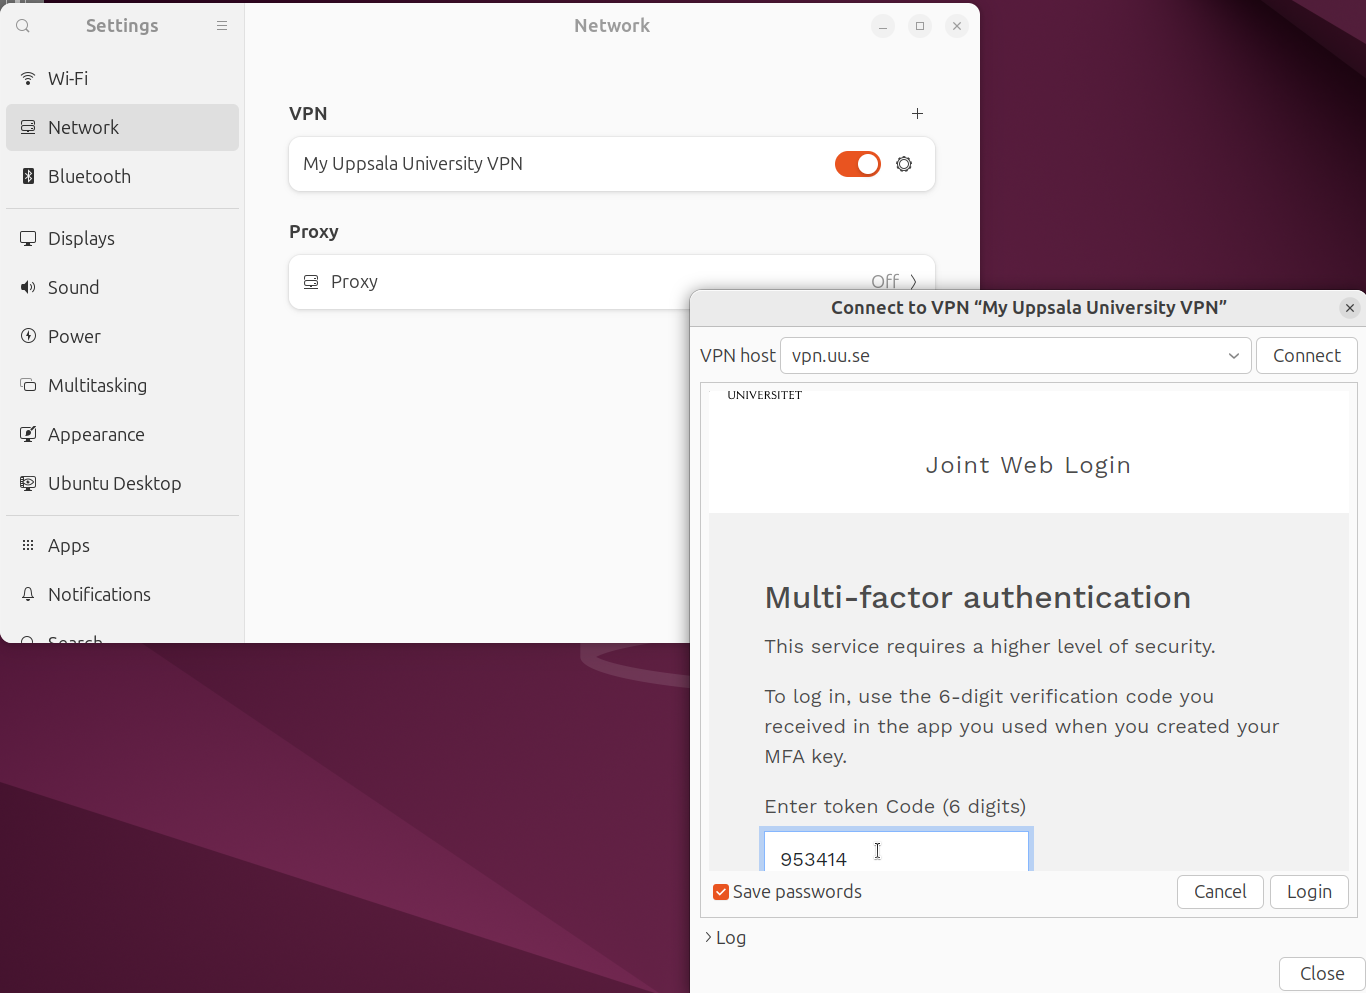 Settings
Network
Wi-Fi
Network
Bluetooth
Displays
Sound
Power
Multitasking
Appearance
Ubuntu Desktop
Apps
Notifications
Search
VPN
My Uppsala University VPN
Proxy
Proxy
Off
Connect to VPN “My Uppsala University VPN”
VPN host
vpn.uu.se
Connect
UNIVERSITET
Joint Web Login
Multi-factor authentication
This service requires a higher level of security.
To log in, use the 6-digit verification code you
received in the app you used when you created your
MFA key.
Enter token Code (6 digits)
953414
Save passwords
Cancel
Login
Log
Close